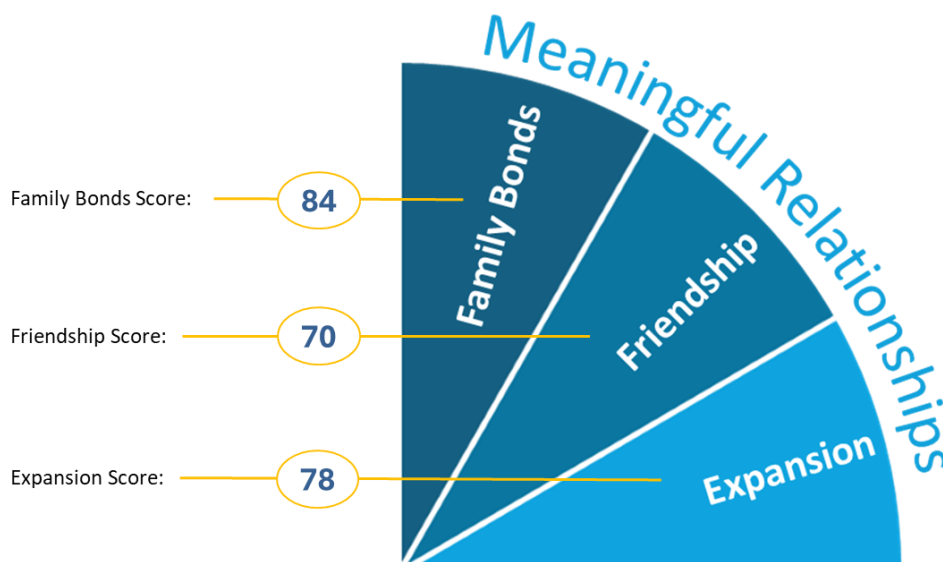 Meaningful Relationships
Family Bonds
Family Bonds Score:
84
Friendship
Friendship Score:
70
Expansion
Expansion Score:
78